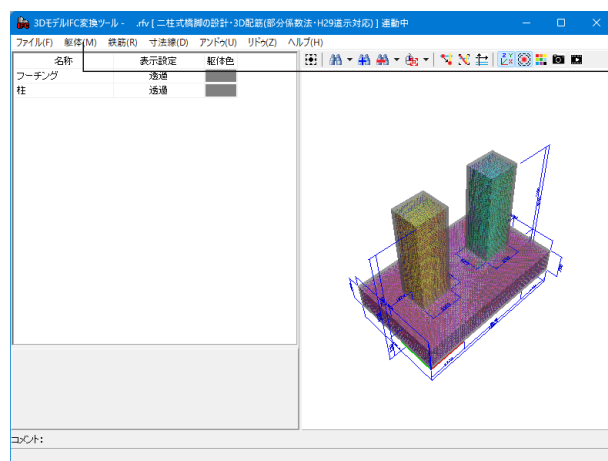 3DモデルIFC変換ツール - .rfv [ 二柱式橋脚の設計・3D配筋(部分係数法・H29道示対応) ] 連動中
ファイル(F) 躯体(M) 鉄筋(R) 寸法線(D) アンドゥ(U) リドゥ(Z) ヘルプ(H)
名称 表示設定 躯体色
フーチング 透過
柱 透過
コメント: